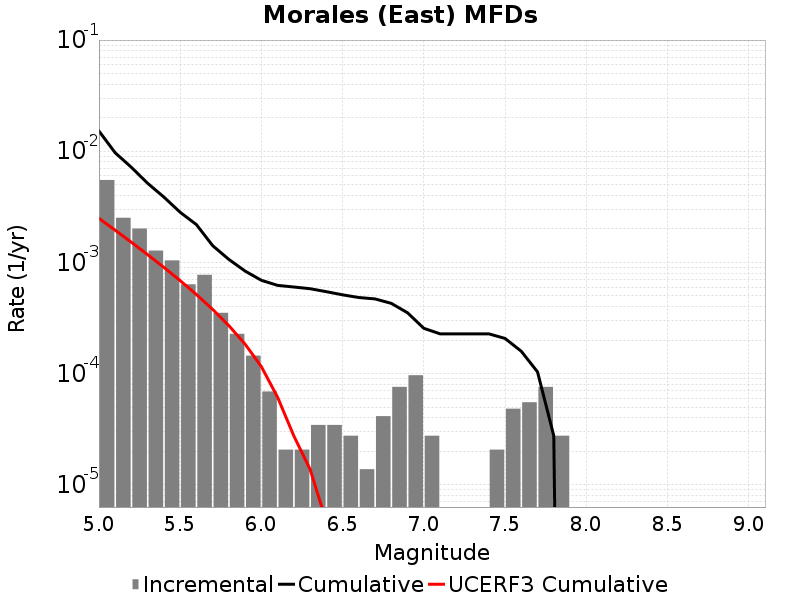 Morales (East) MFDs
10-1
10-2
10-3
10-4
10-5
Rate (1/yr)
5.0 5.5 6.0 6.5 7.0 7.5 8.0 8.5 9.0
Magnitude
Incremental Cumulative UCERF3 Cumulative